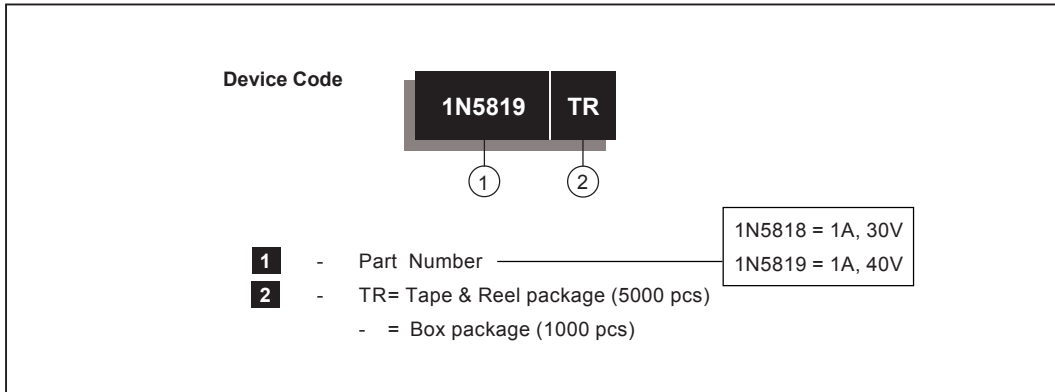 Device Code
1N5819 TR
1 2
1N5818 = 1A, 30V
1 - Part Number 1N5819 = 1A, 40V
2 - TR= Tape & Reel package (5000 pcs)
- = Box package (1000 pcs)